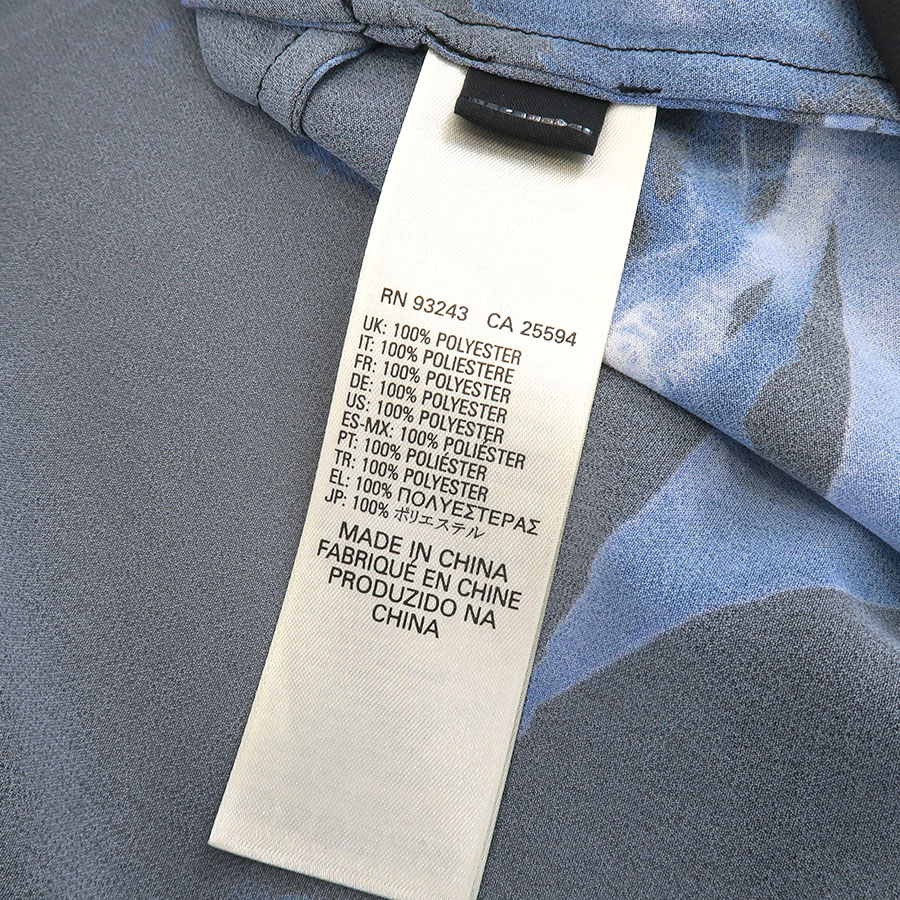 RN 93243 CA 25594
UK: 100% POLYESTER
IT: 100% POLIESTERE
FR: 100% POLYESTER
DE: 100% POLYESTER
US: 100% POLYESTER
ES-MX: 100% POLIÉSTER
PT: 100% POLIÉSTER
TR: 100% POLYESTER
EL: 100% ΠΟΛΥΕΣΤΕΡΑΣ
JP: 100% ポリエステル
MADE IN CHINA
FABRIQUÉ EN CHINE
PRODUZIDO NA
CHINA